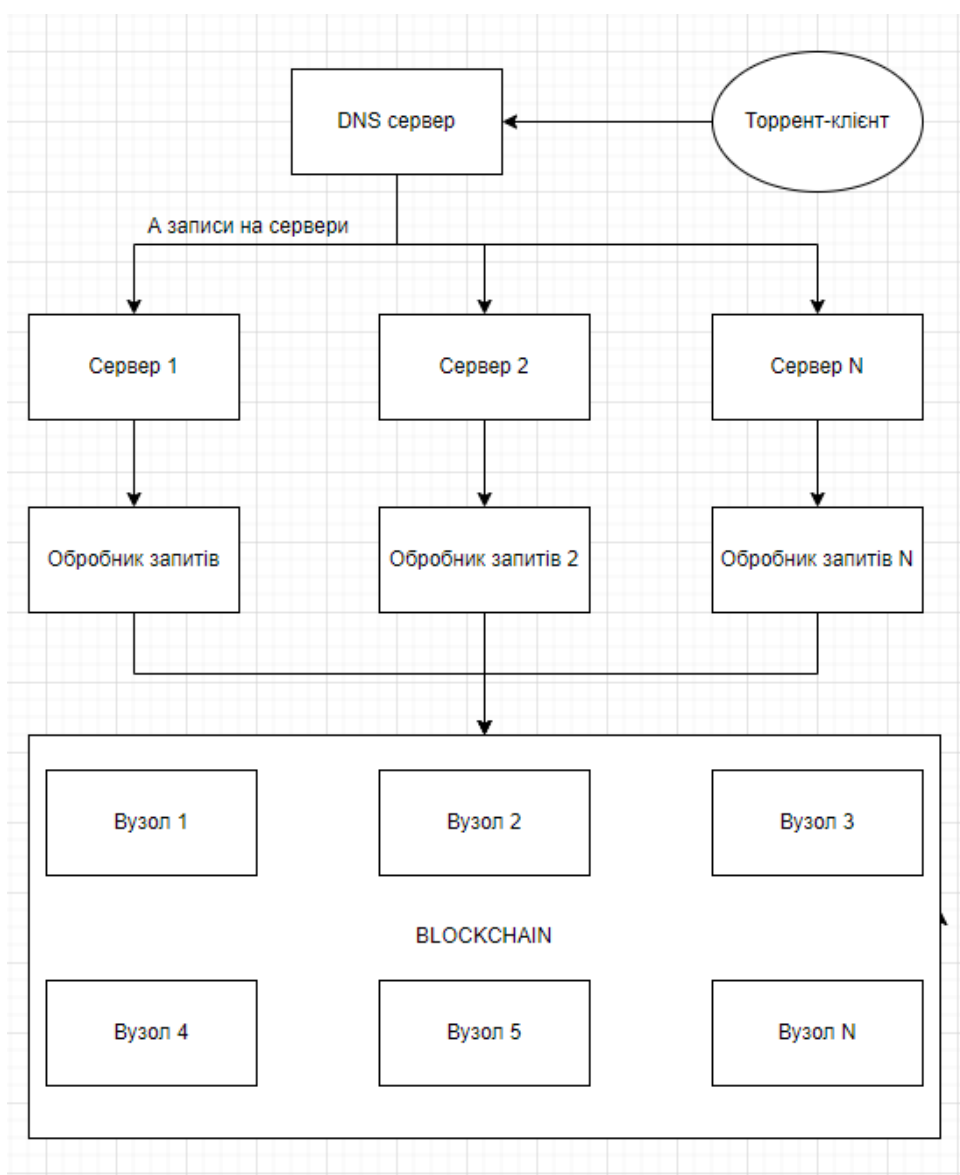 DNS сервер
Торрент-клієнт
А записи на сервери
Сервер 1
Сервер 2
Сервер N
Обробник запитів
Обробник запитів 2
Обробник запитів N
Вузол 1
Вузол 2
Вузол 3
BLOCKCHAIN
Вузол 4
Вузол 5
Вузол N